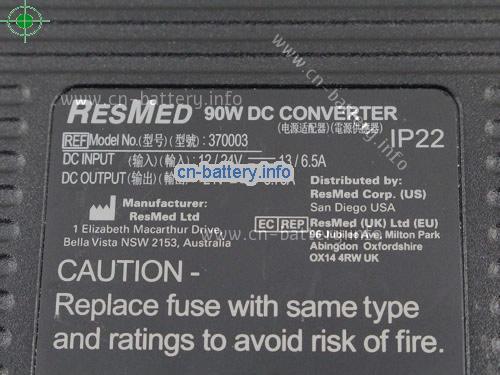 www.cn-battery.info
RESMED 90W DC CONVERTER
(电源适配器)(電源供應器)
REF Model No.(型号)(型號):370003
IP22
DC INPUT (输入)(輸入) 12/24V 13/6.5A
cn-battery.info
DC OUTPUT(输出)(輸出)
Manufacturer:
ResMed Ltd
1 Elizabeth Macarthur Drive,
Bella Vista NSW 2153, Australia
Distributed by:
ResMed Corp. (US)
San Diego USA
EC REP ResMed (UK) Ltd (EU)
96 Jubilee Ave, Milton Park
Abingdon Oxfordshire
OX14 4RW UK
www.cn-battery.info
CAUTION -
Replace fuse with same type
and ratings to avoid risk of fire.